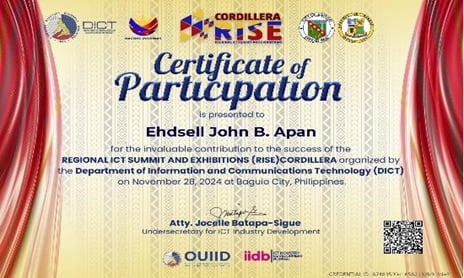 DICT
CORDILLERA
RISE
Certificate of
Participation
is presented to
Ehdsell John B. Apan
for the invaluable contribution to the success of the
REGIONAL ICT SUMMIT AND EXHIBITIONS (RISE)CORDILLERA organized by
the Department of Information and Communications Technology (DICT)
on November 28, 2024 at Baguio City, Philippines.
Atty. Jocelle Batapa-Sigue
Undersecretary for ICT Industry Development
OUIID
iidb